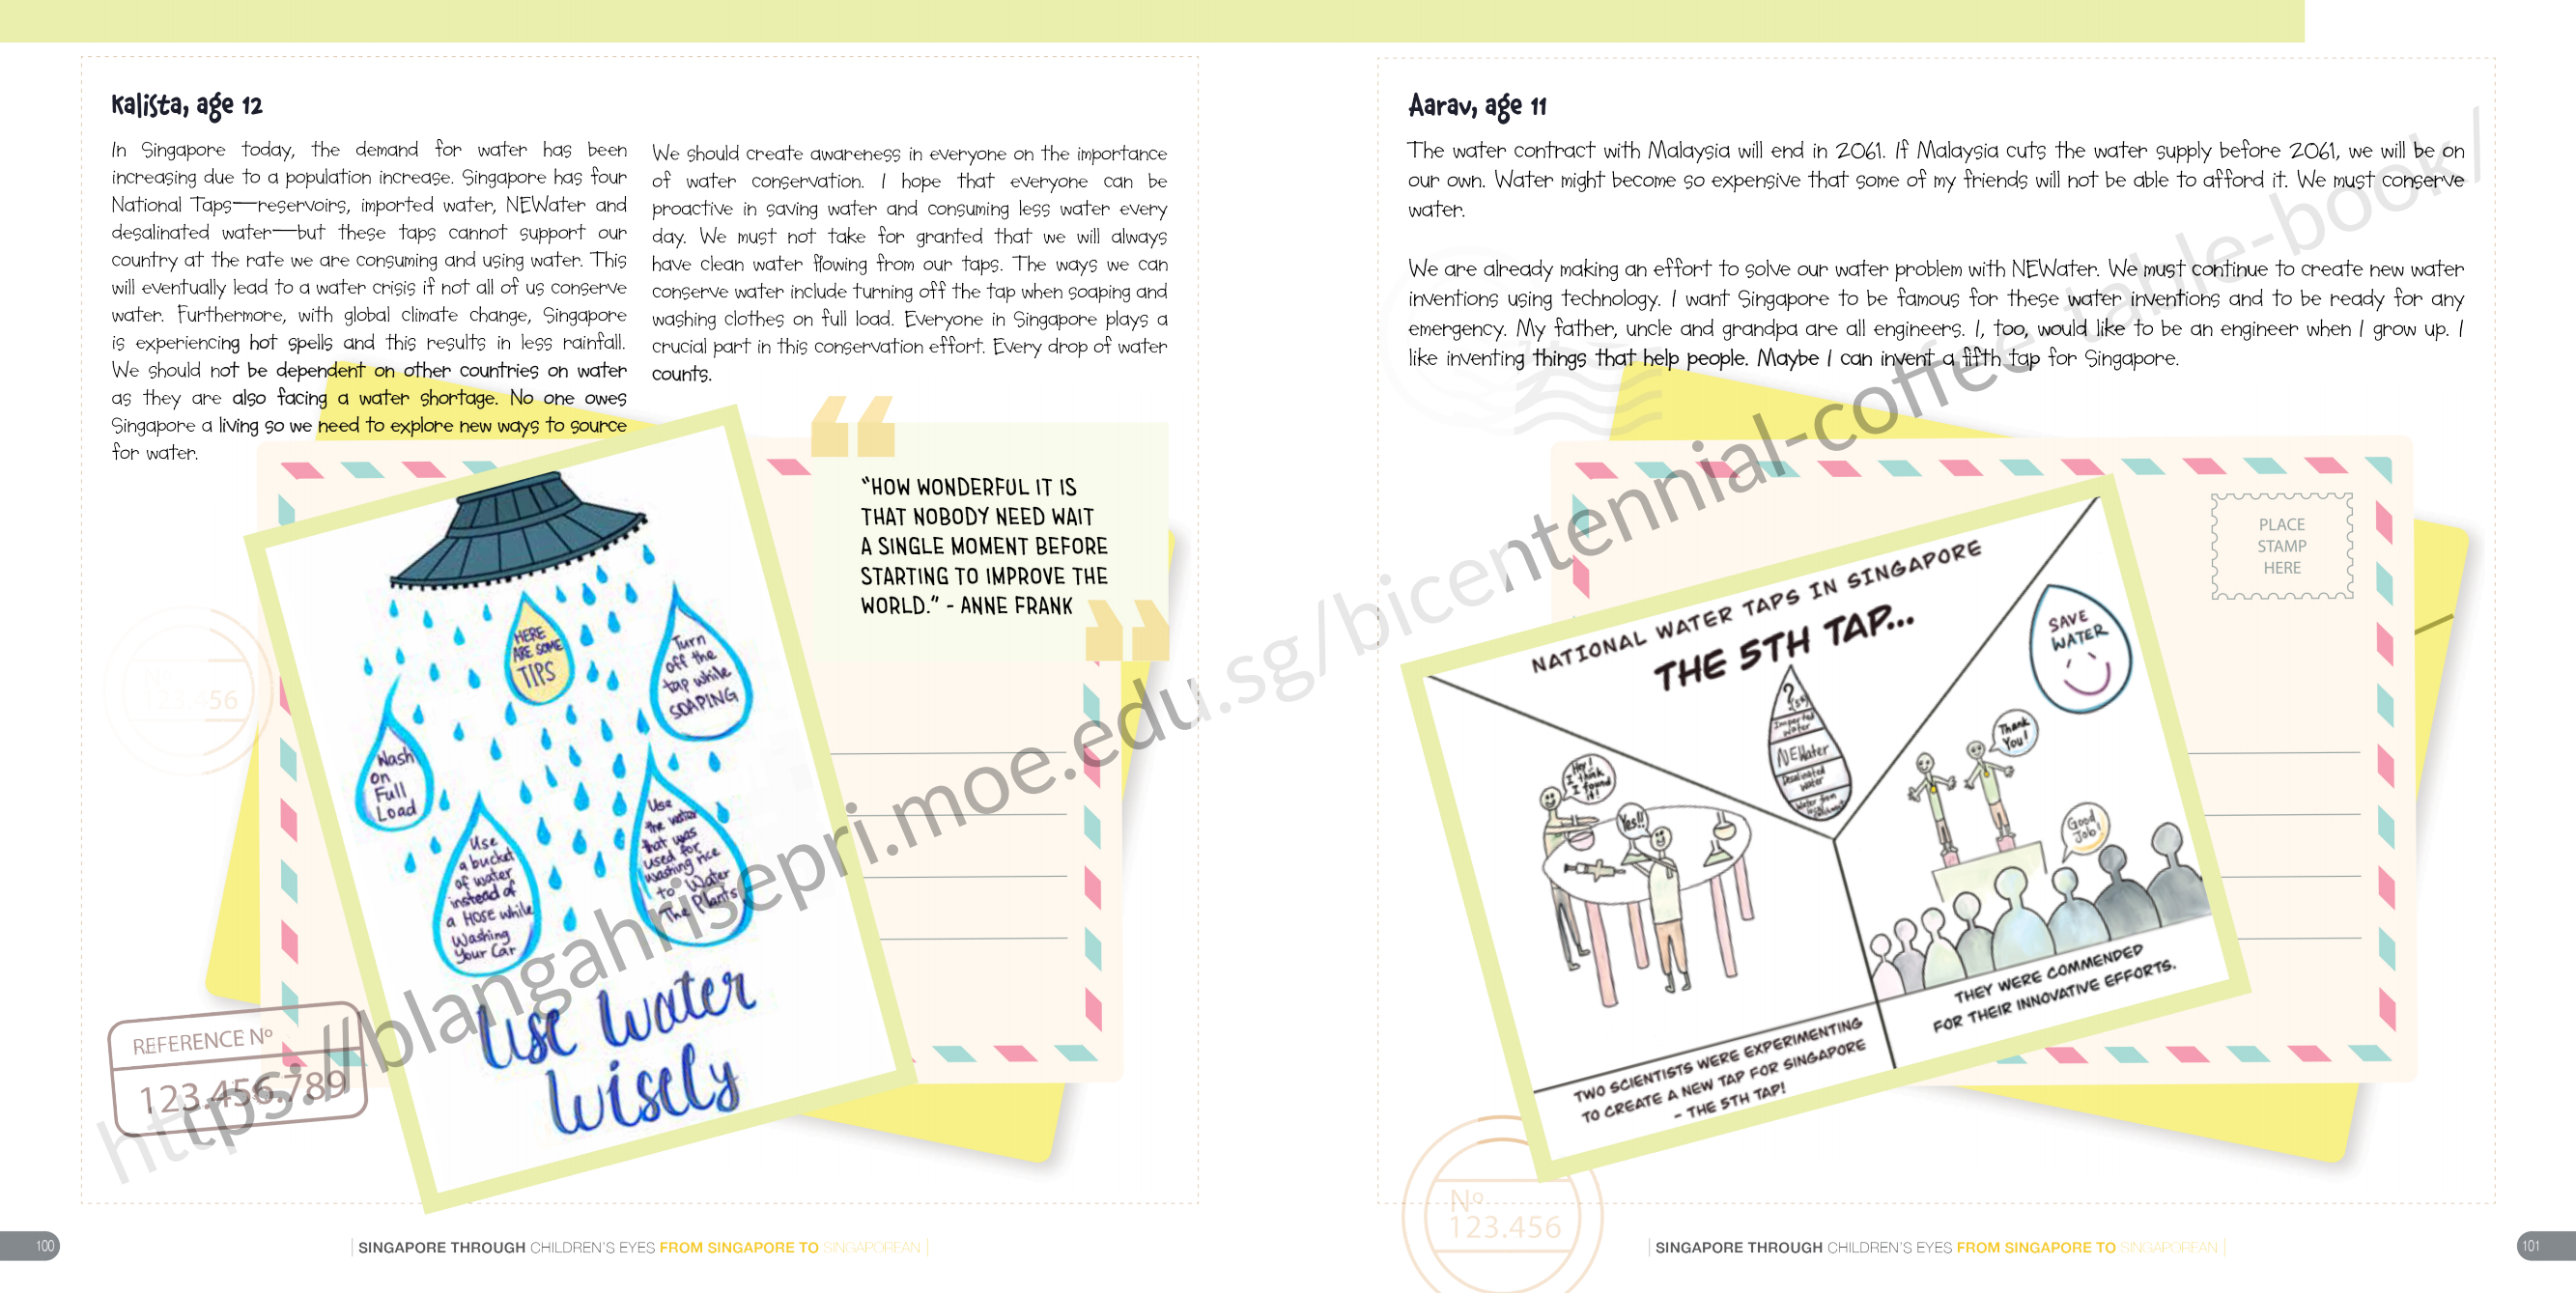 Kalista, age 12
In Singapore today, the demand for water has been
increasing due to a population increase. Singapore has four
National Taps—reservoirs, imported water, NEWater and
desalinated water—but these taps cannot support our
country at the rate we are consuming and using water. This
will eventually lead to a water crisis if not all of us conserve
water. Furthermore, with global climate change, Singapore
is experiencing hot spells and this results in less rainfall.
We should not be dependent on other countries on water
as they are also facing a water shortage. No one owes
Singapore a living so we need to explore new ways to source
for water.
We should create awareness in everyone on the importance
of water conservation. I hope that everyone can be
proactive in saving water and consuming less water every
day. We must not take for granted that we will always
have clean water flowing from our taps. The ways we can
conserve water include turning off the tap when soaping and
washing clothes on full load. Everyone in Singapore plays a
crucial part in this conservation effort. Every drop of water
counts.
"HOW WONDERFUL IT IS
THAT NOBODY NEED WAIT
A SINGLE MOMENT BEFORE
STARTING TO IMPROVE THE
WORLD." - ANNE FRANK
HERE
ARE SOME
TIPS
Turn
off the
tap while
SOAPING
Wash
on
Full
Load
Use
a bucket
of water
instead of
a HOSE while
Washing
Your Car
Use
the water
that was
used for
washing rice
to Water
The Plants
Use Water
Wisely
Nº
123.456
REFERENCE Nº
123.456.789
100
SINGAPORE THROUGH CHILDREN'S EYES FROM SINGAPORE TO SINGAPOREAN
Aarav, age 11
The water contract with Malaysia will end in 2061. If Malaysia cuts the water supply before 2061, we will be on
our own. Water might become so expensive that some of my friends will not be able to afford it. We must conserve
water.
We are already making an effort to solve our water problem with NEWater. We must continue to create new water
inventions using technology. I want Singapore to be famous for these water inventions and to be ready for any
emergency. My father, uncle and grandpa are all engineers. I, too, would like to be an engineer when I grow up. I
like inventing things that help people. Maybe I can invent a fifth tap for Singapore.
PLACE
STAMP
HERE
NATIONAL WATER TAPS IN SINGAPORE
THE 5TH TAP...
?
Imported
Water
NEWater
Desalinated
water
Water from
SAVE
WATER
Hey!
I think
I found
it!
Yes!!
Thank
You!
Good
Job!
TWO SCIENTISTS WERE EXPERIMENTING
TO CREATE A NEW TAP FOR SINGAPORE
- THE 5TH TAP!
THEY WERE COMMENDED
FOR THEIR INNOVATIVE EFFORTS.
Nº
123.456
SINGAPORE THROUGH CHILDREN'S EYES FROM SINGAPORE TO SINGAPOREAN
101
https://blangahrisepri.moe.edu.sg/bicentennial-coffee-table-book/